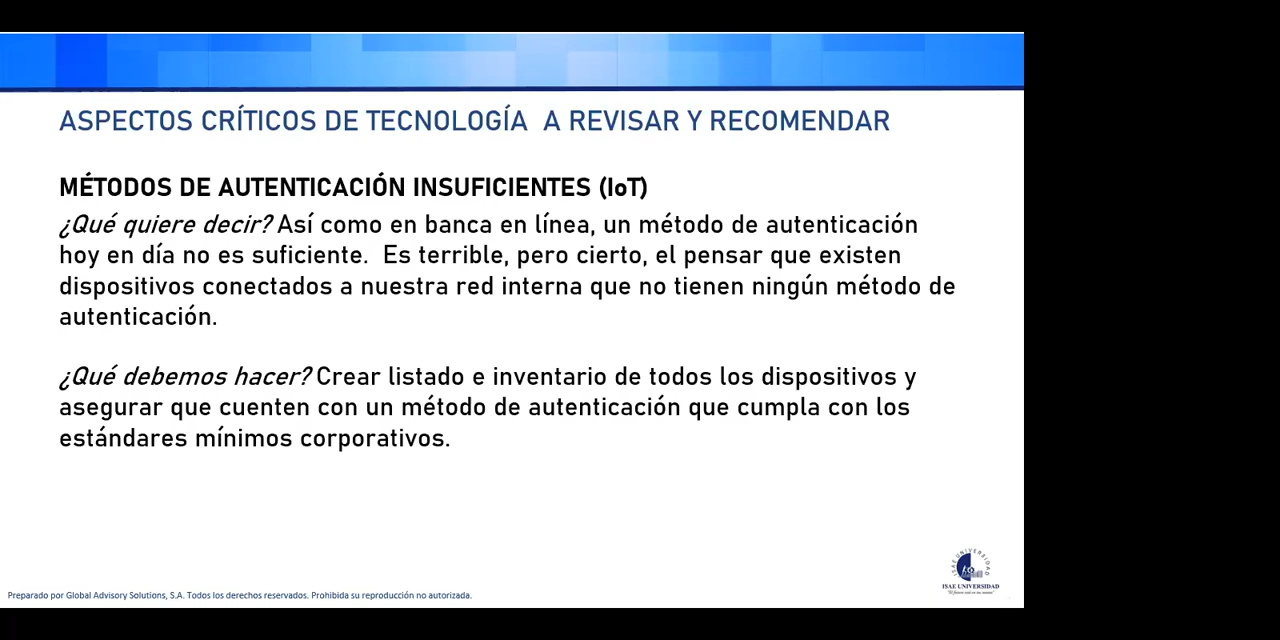 ASPECTOS CRÍTICOS DE TECNOLOGÍA  A REVISAR Y RECOMENDAR
MÉTODOS DE AUTENTICACIÓN INSUFICIENTES (IoT)
¿Qué quiere decir? Así como en banca en línea, un método de autenticación
hoy en día no es suficiente.  Es terrible, pero cierto, el pensar que existen
dispositivos conectados a nuestra red interna que no tienen ningún método de
autenticación.
¿Qué debemos hacer? Crear listado e inventario de todos los dispositivos y
asegurar que cuenten con un método de autenticación que cumpla con los
estándares mínimos corporativos.
ISAE UNIVERSIDAD
ISAE UNIVERSIDAD
Preparado por Global Advisory Solutions, S.A. Todos los derechos reservados. Prohibida su reproducción no autorizada.